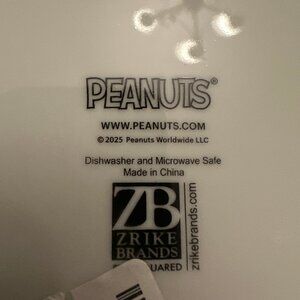 PEANUTS®
WWW.PEANUTS.COM
© 2025 Peanuts Worldwide LLC
Dishwasher and Microwave Safe
Made in China
ZB
ZRIKE
BRANDS
zrikebrands.com